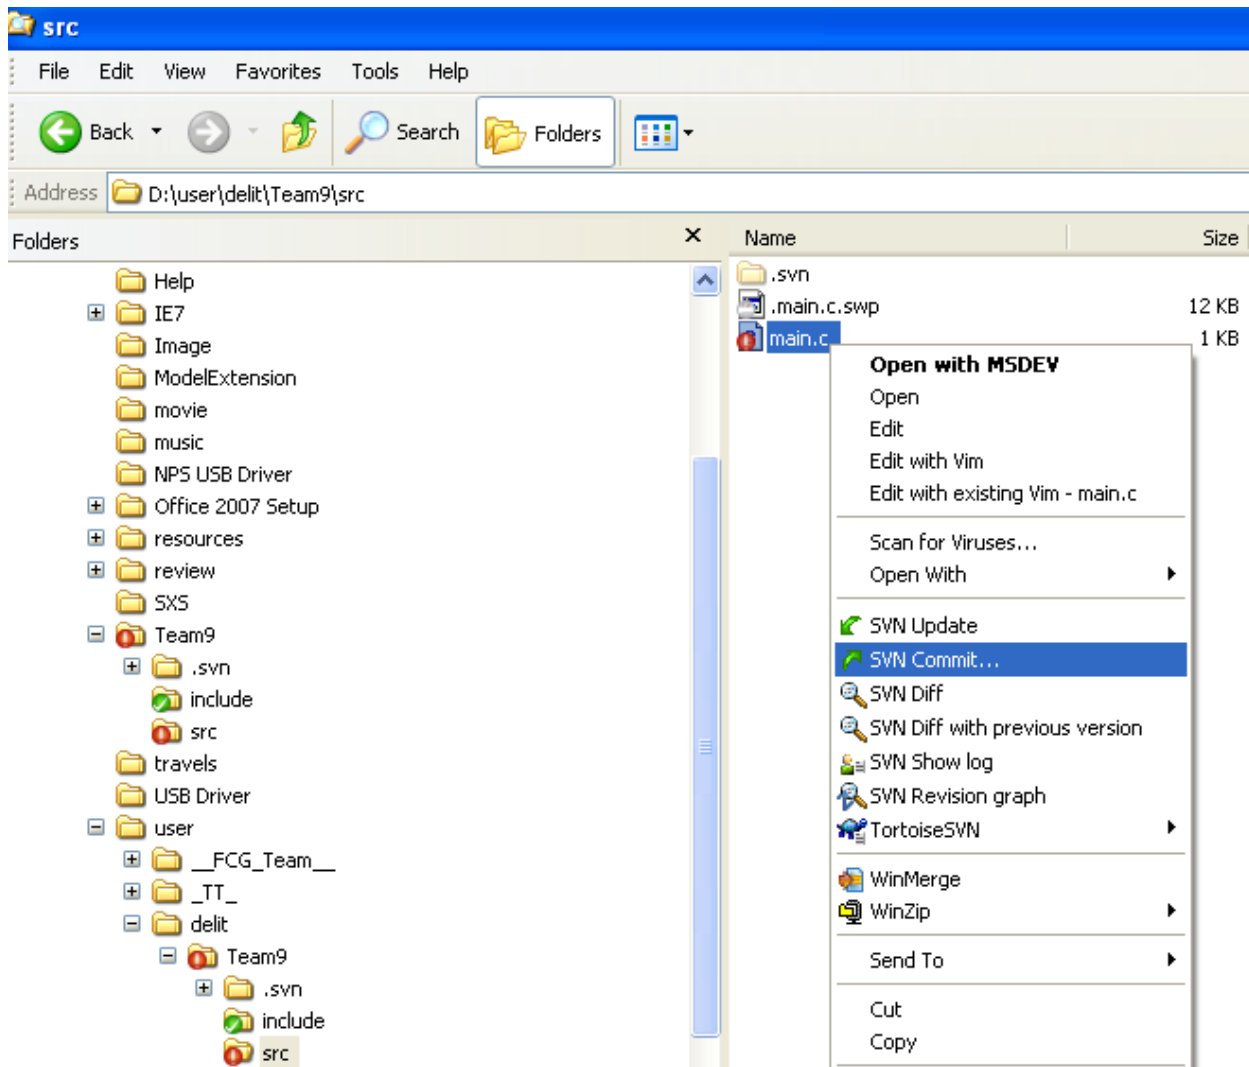 src
File Edit View Favorites Tools Help
Back Search Folders
Address D:\user\delit\Team9\src
Folders
Help
IE7
Image
ModelExtension
movie
music
NPS USB Driver
Office 2007 Setup
resources
review
SXS
Team9
.svn
include
src
travels
USB Driver
user
__FCG_Team__
_TT_
delit
Team9
.svn
include
src
Name Size
.svn
.main.c.swp 12 KB
main.c 1 KB
Open with MSDEV
Open
Edit
Edit with Vim
Edit with existing Vim - main.c
Scan for Viruses...
Open With
SVN Update
SVN Commit...
SVN Diff
SVN Diff with previous version
SVN Show log
SVN Revision graph
TortoiseSVN
WinMerge
WinZip
Send To
Cut
Copy